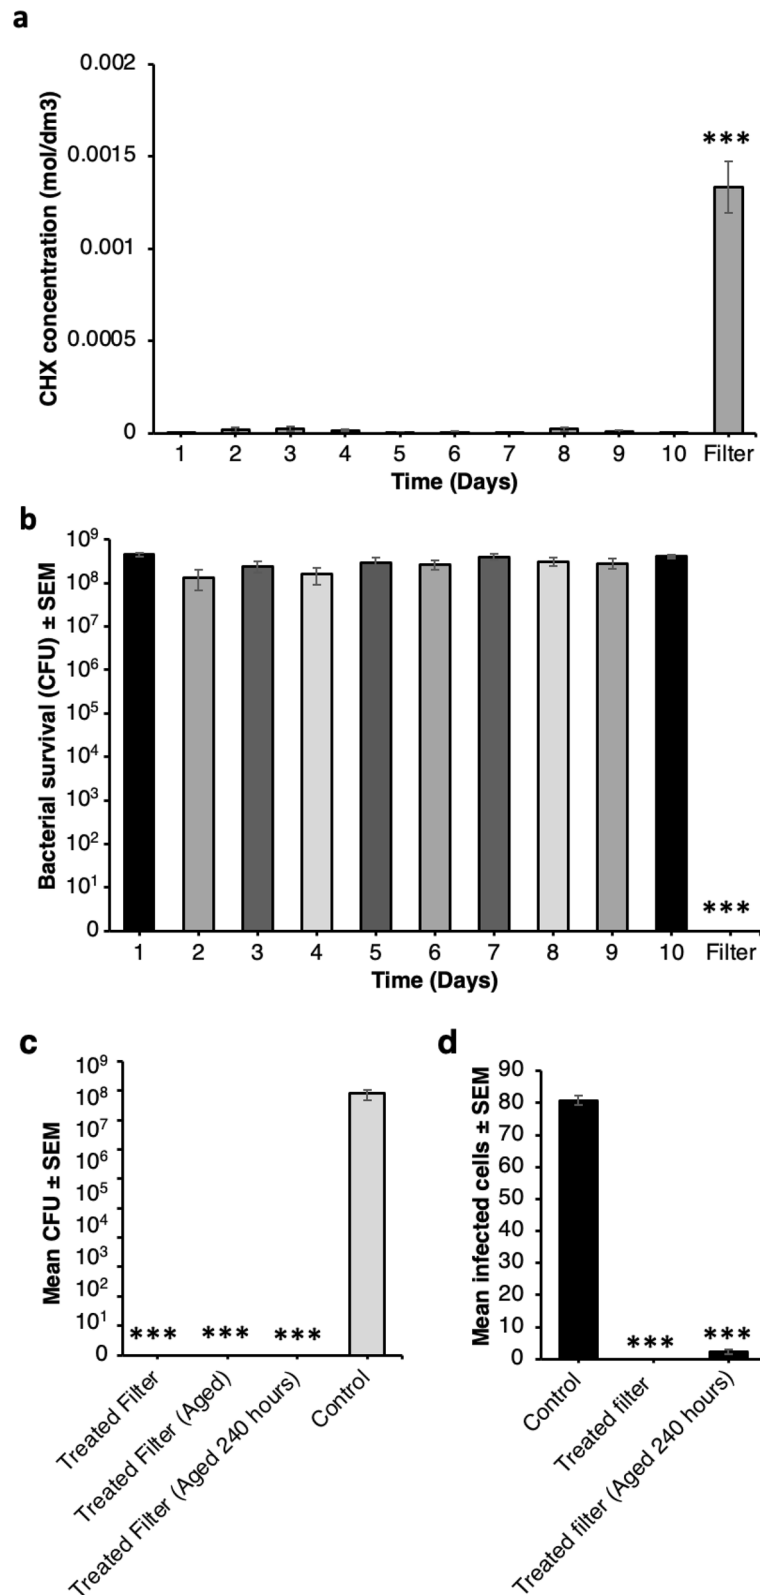 a
CHX concentration (mol/dm3)
0.002
0.0015
0.001
0.0005
0
***
1 2 3 4 5 6 7 8 9 10 Filter
Time (Days)
b
Bacterial survival (CFU) ± SEM
10⁹
10⁸
10⁷
10⁶
10⁵
10⁴
10³
10²
10¹
0
***
1 2 3 4 5 6 7 8 9 10 Filter
Time (Days)
c
Mean CFU ± SEM
10⁹
10⁸
10⁷
10⁶
10⁵
10⁴
10³
10²
10¹
0
*** *** ***
Treated Filter
Treated Filter (Aged)
Treated Filter (Aged 240 hours)
Control
d
Mean infected cells ± SEM
90
80
70
60
50
40
30
20
10
0
*** ***
Control
Treated filter
Treated filter (Aged 240 hours)